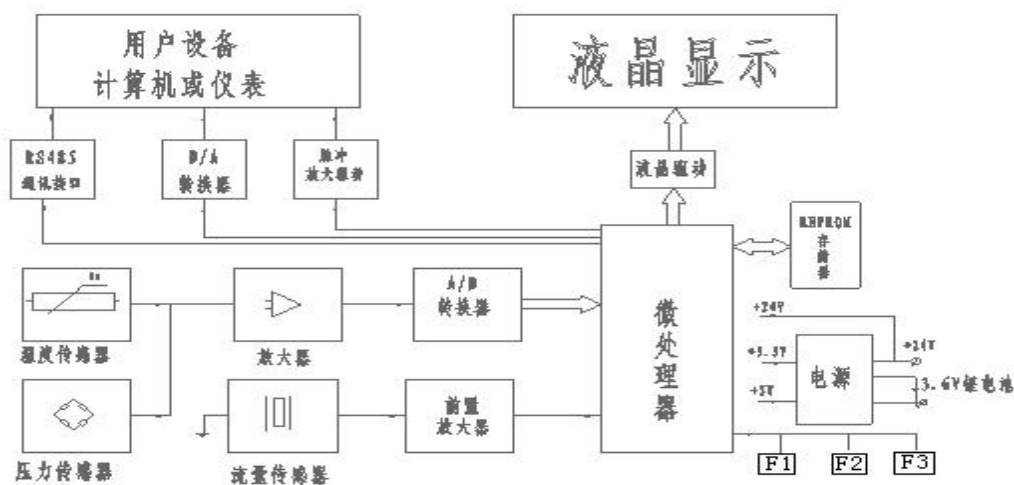 用户设备
计算机或仪表
液晶显示
RS485
通讯接口
D/A
转换器
脉冲
放大驱动
液晶驱动
EEPROM
存储器
Rt
温度传感器
放大器
A/D
转换器
微处理器
+24V
+3.3V
+5V
电源
+24V
3.6V锂电池
压力传感器
流量传感器
前置
放大器
F1
F2
F3